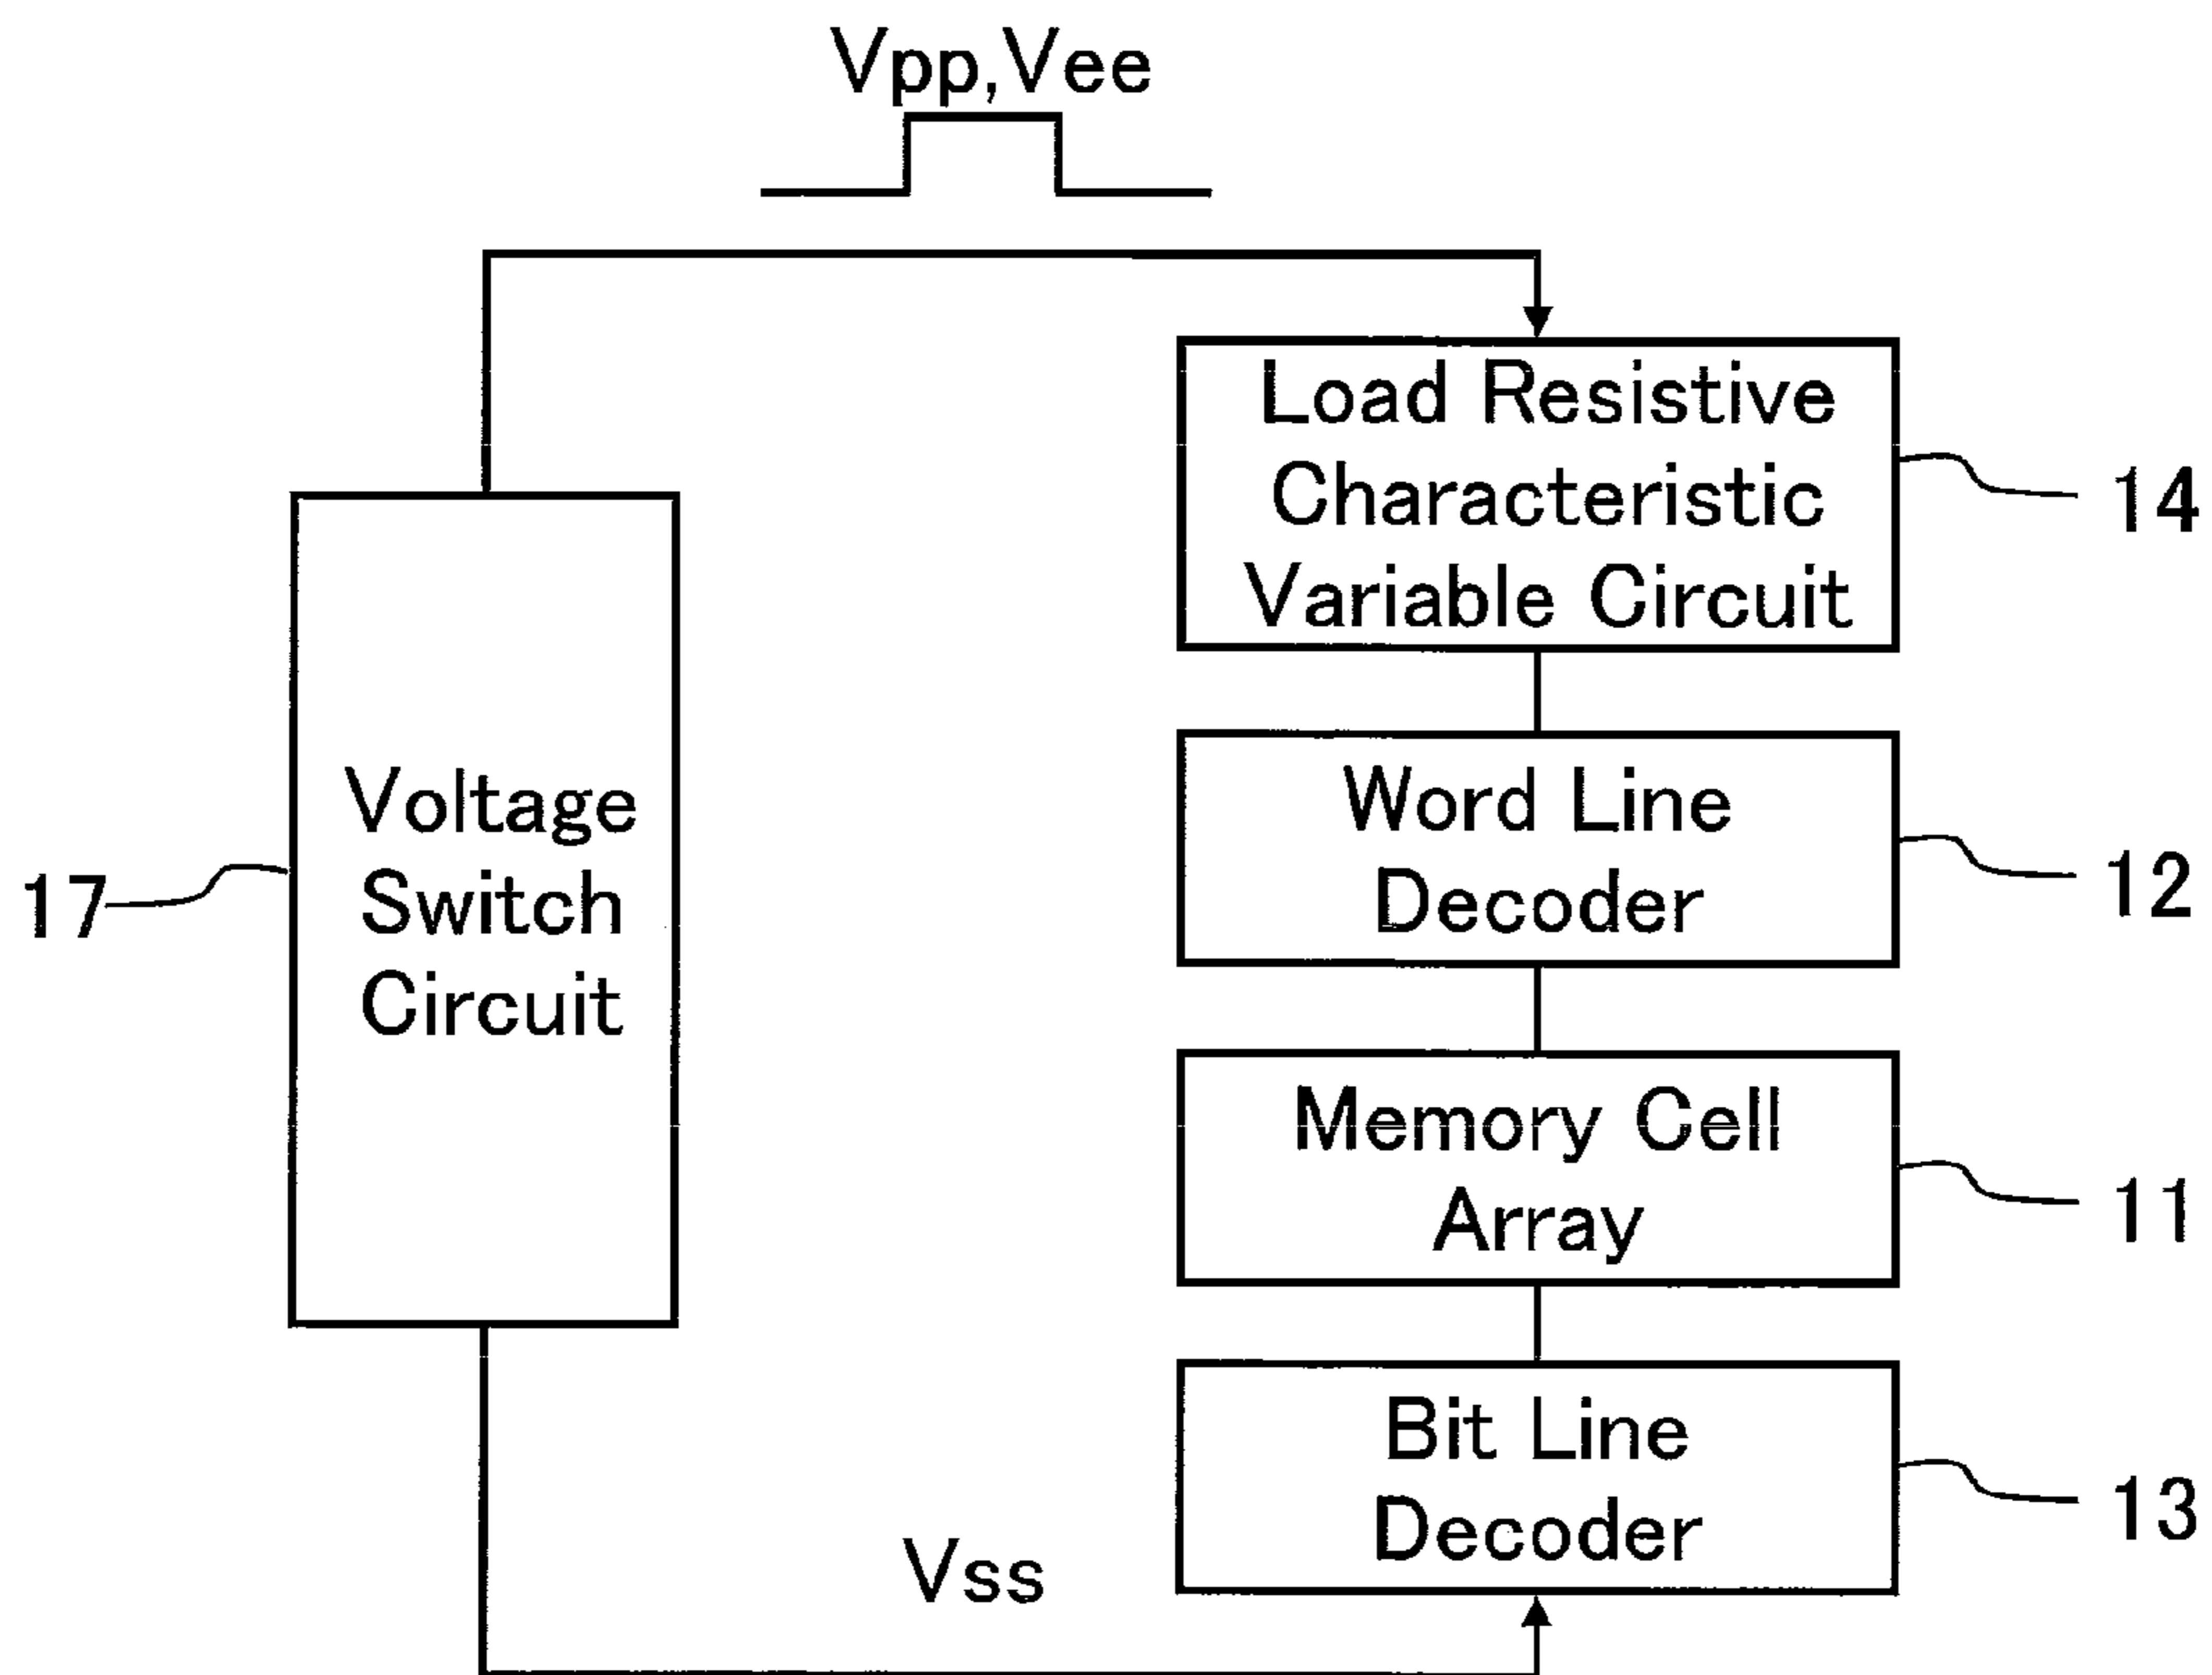 Vpp,Vee
Load Resistive
Characteristic
Variable Circuit
14
Voltage
Switch
Circuit
17
Word Line
Decoder
12
Memory Cell
Array
11
Bit Line
Decoder
13
Vss